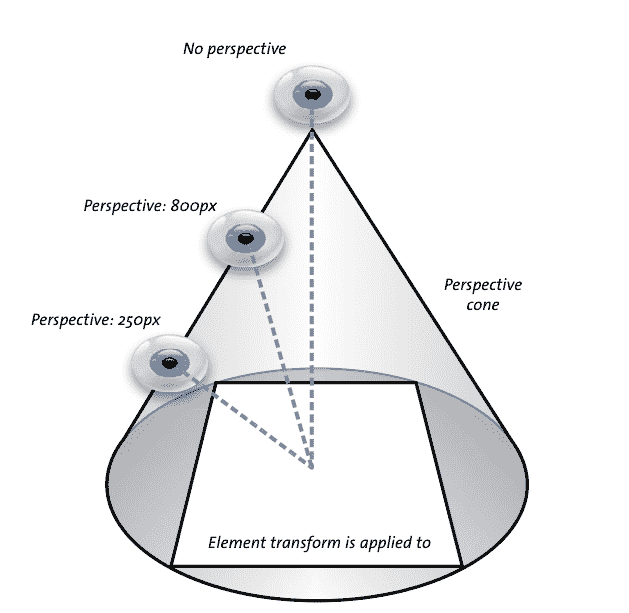 No perspective
Perspective: 800px
Perspective
cone
Perspective: 250px
Element transform is applied to